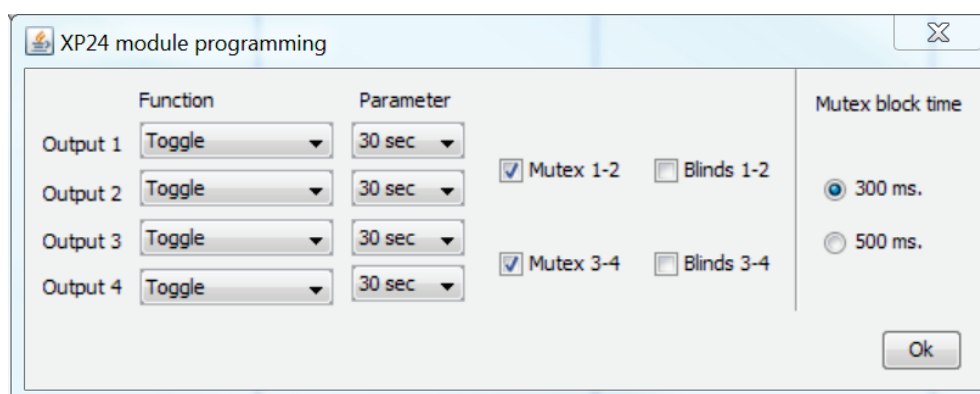 XP24 module programming
Function Parameter Mutex block time
Output 1 Toggle 30 sec
Mutex 1-2 Blinds 1-2
Output 2 Toggle 30 sec
300 ms.
Output 3 Toggle 30 sec
500 ms.
Mutex 3-4 Blinds 3-4
Output 4 Toggle 30 sec
Ok